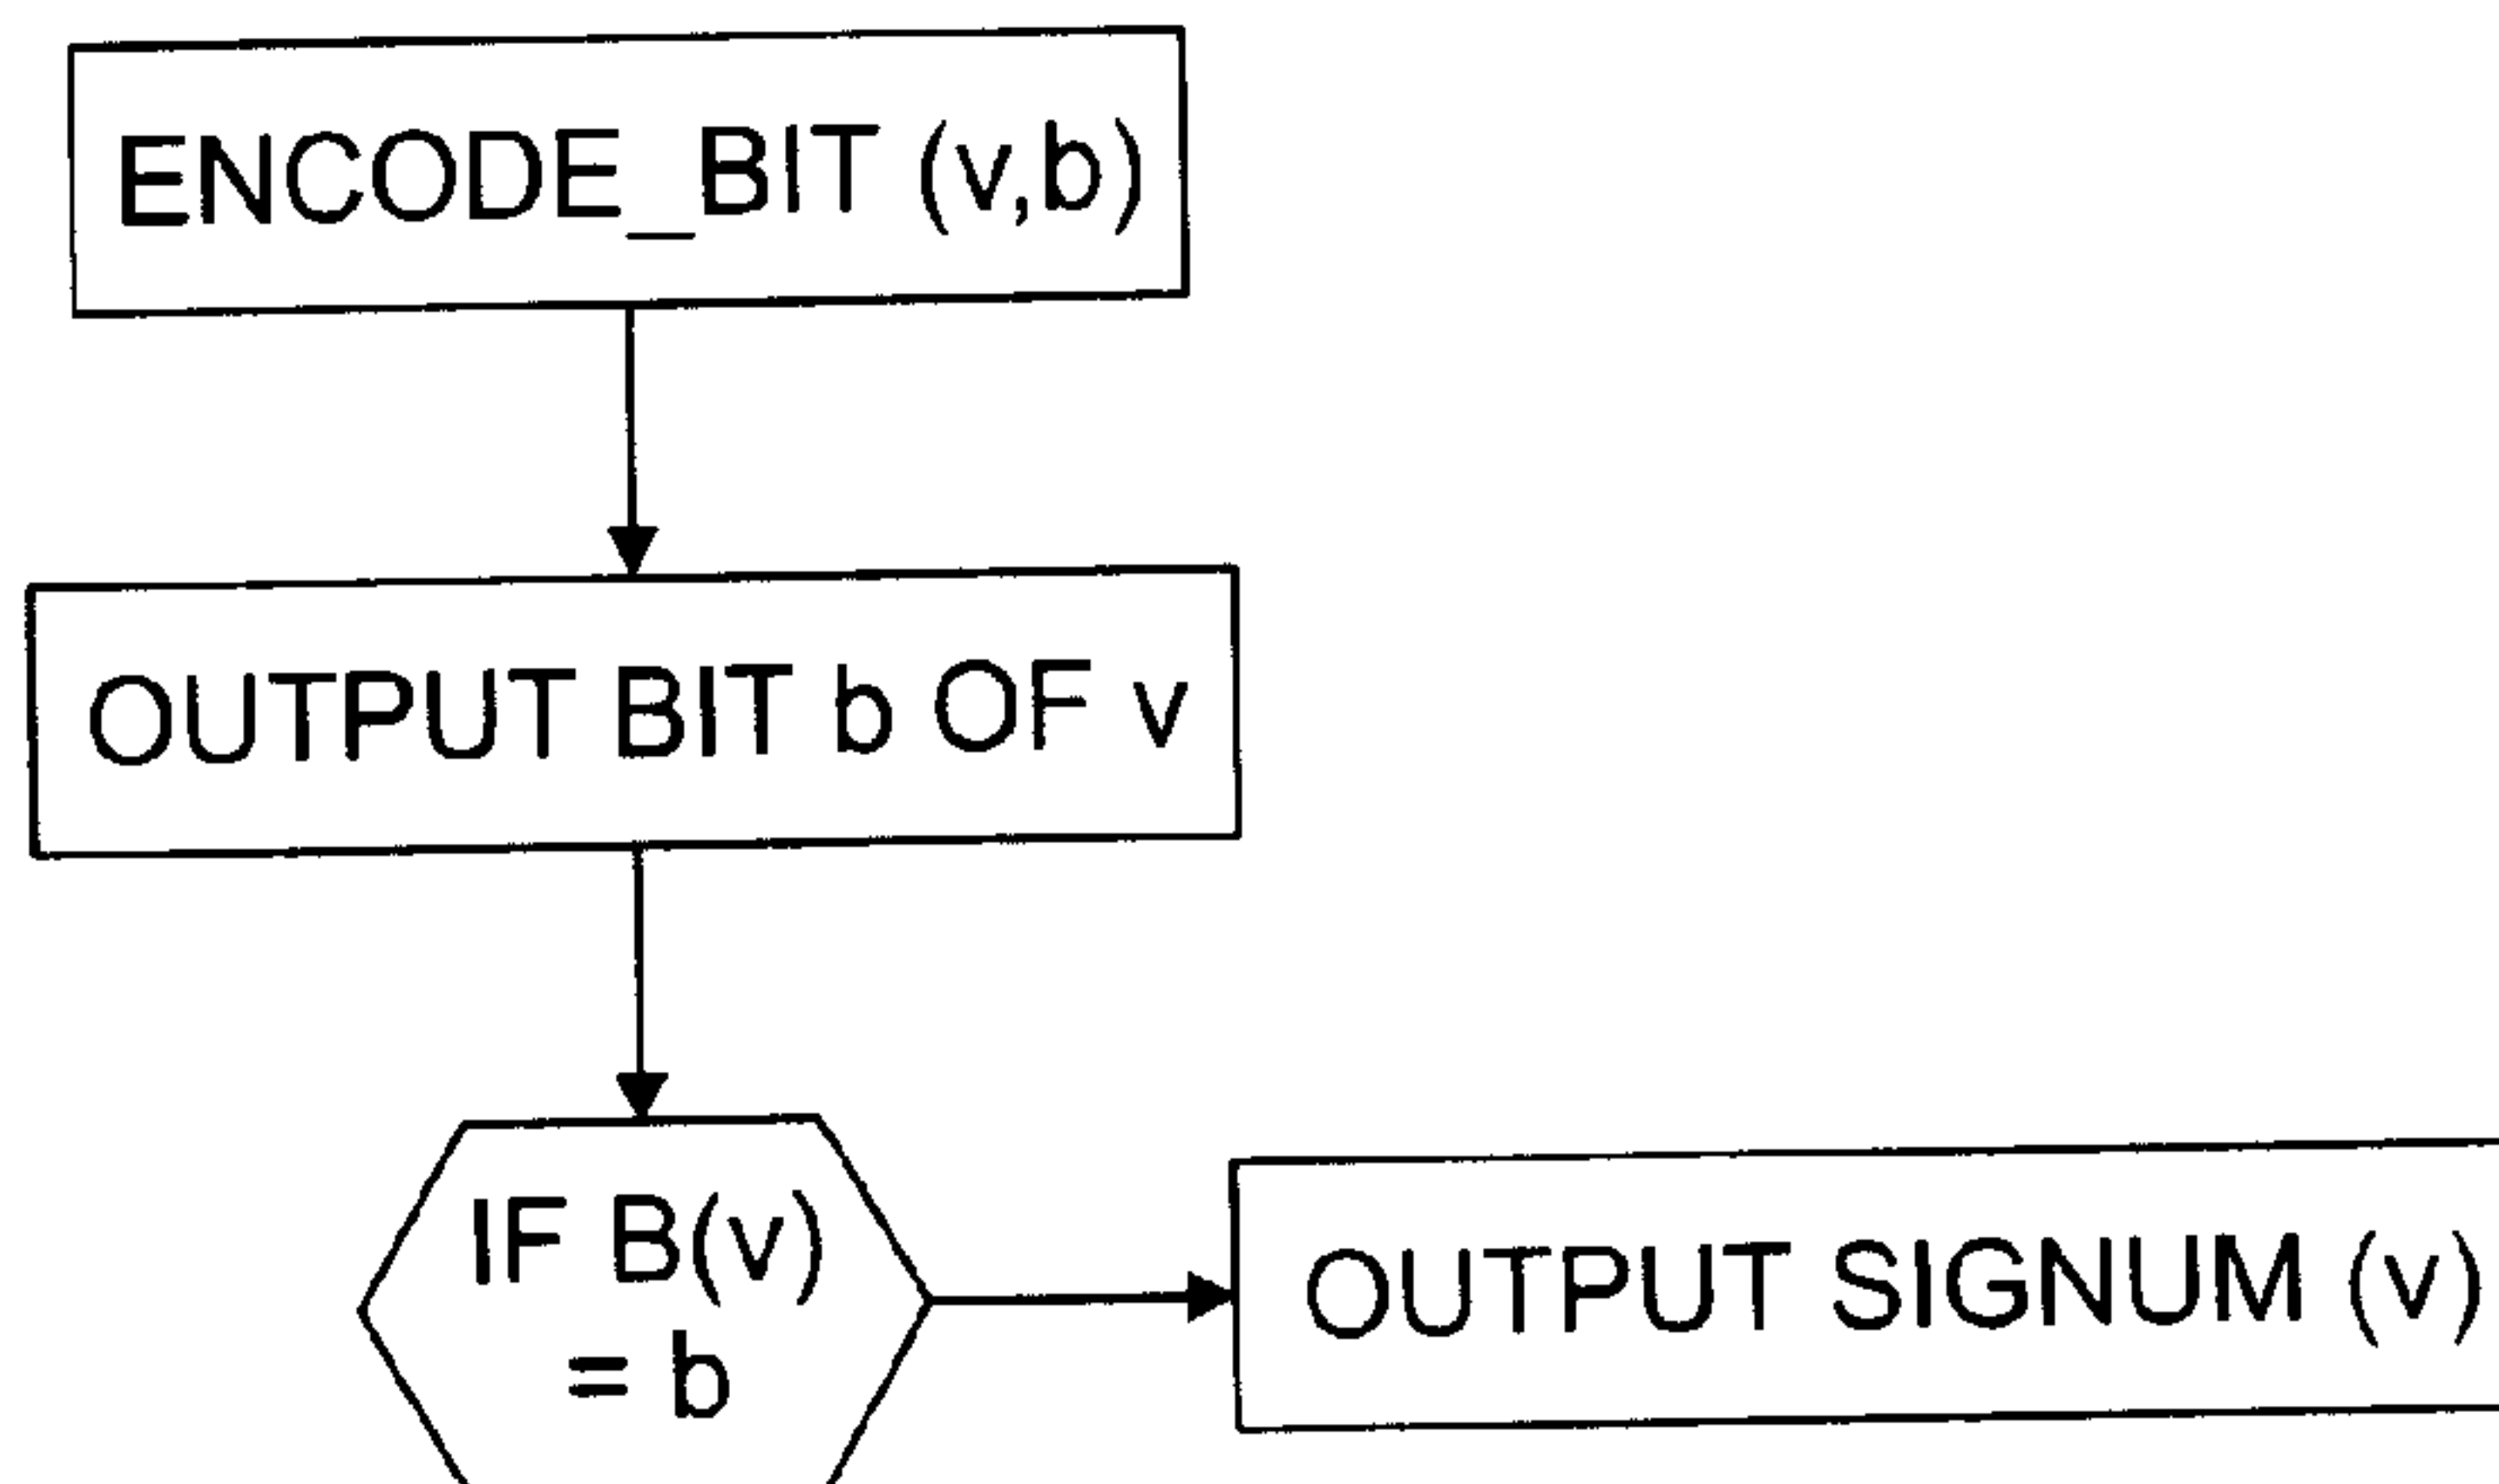 ENCODE_BIT (v,b)
OUTPUT BIT b OF v
IF B(v)
= b
OUTPUT SIGNUM (v)